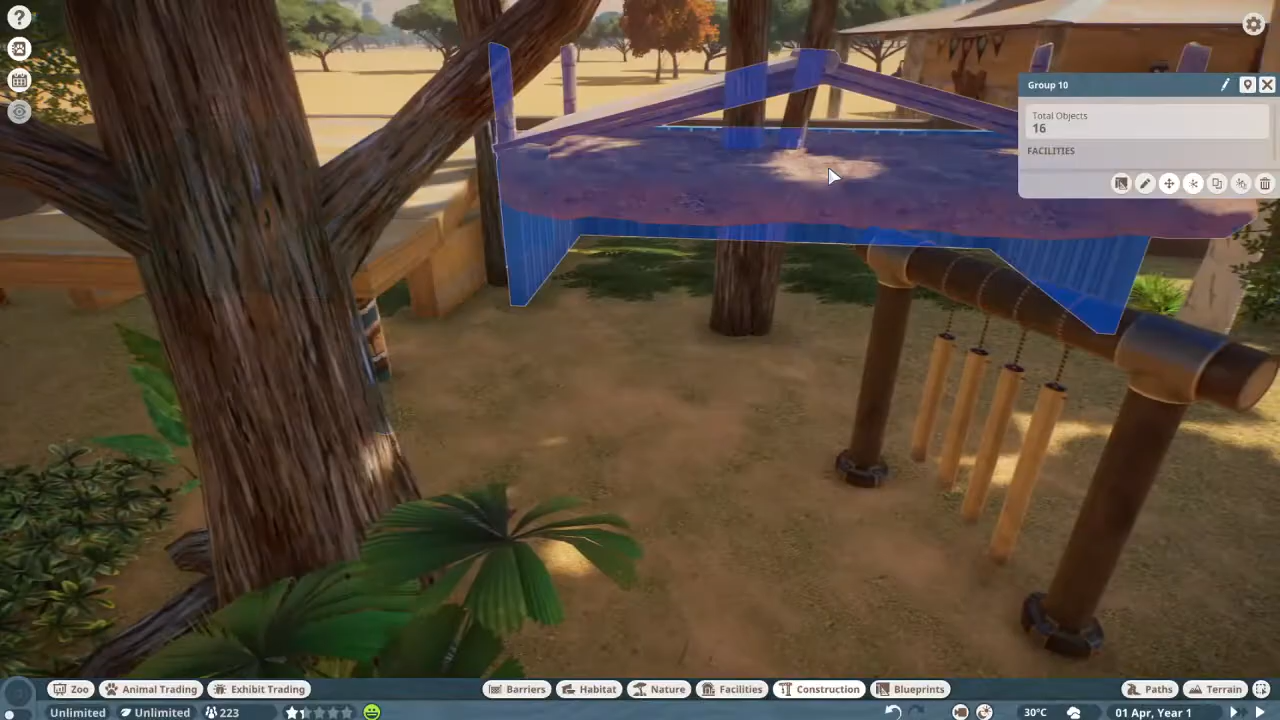 ?
Group 10
Total Objects
16
FACILITIES
Zoo
Animal Trading
Exhibit Trading
Barriers
Habitat
Nature
Facilities
Construction
Blueprints
Paths
Terrain
Unlimited
Unlimited
223
30°C
01 Apr, Year 1